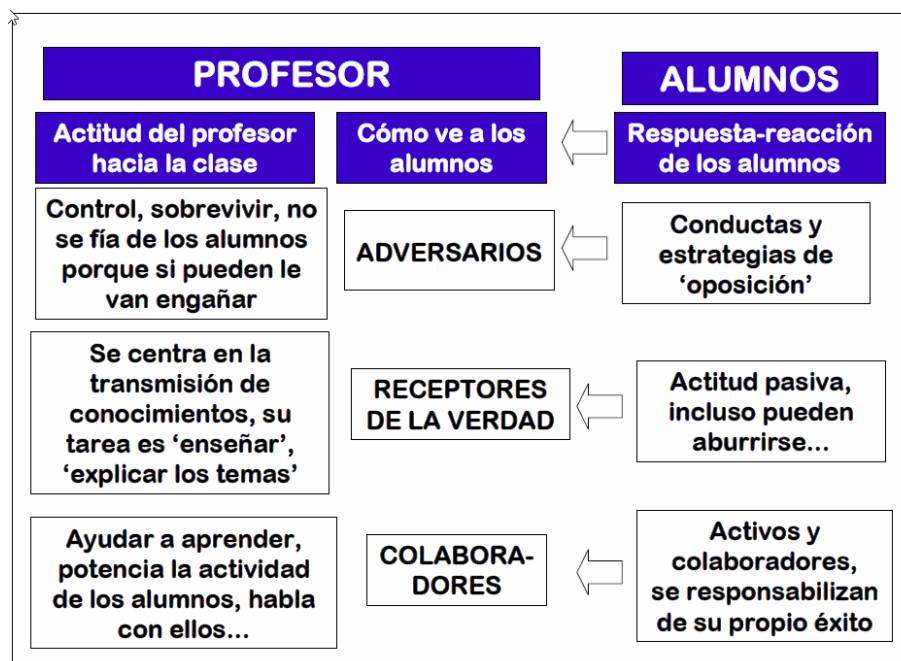 PROFESOR
ALUMNOS
Actitud del profesor
hacia la clase
Cómo ve a los
alumnos
Respuesta-reacción
de los alumnos
Control, sobrevivir, no
se fía de los alumnos
porque si pueden le
van engañar
ADVERSARIOS
Conductas y
estrategias de
‘oposición’
Se centra en la
transmisión de
conocimientos, su
tarea es ‘enseñar’,
‘explicar los temas’
RECEPTORES
DE LA VERDAD
Actitud pasiva,
incluso pueden
aburrirse...
Ayudar a aprender,
potencia la actividad
de los alumnos, habla
con ellos...
COLABORA-
DORES
Activos y
colaboradores,
se responsabilizan
de su propio éxito